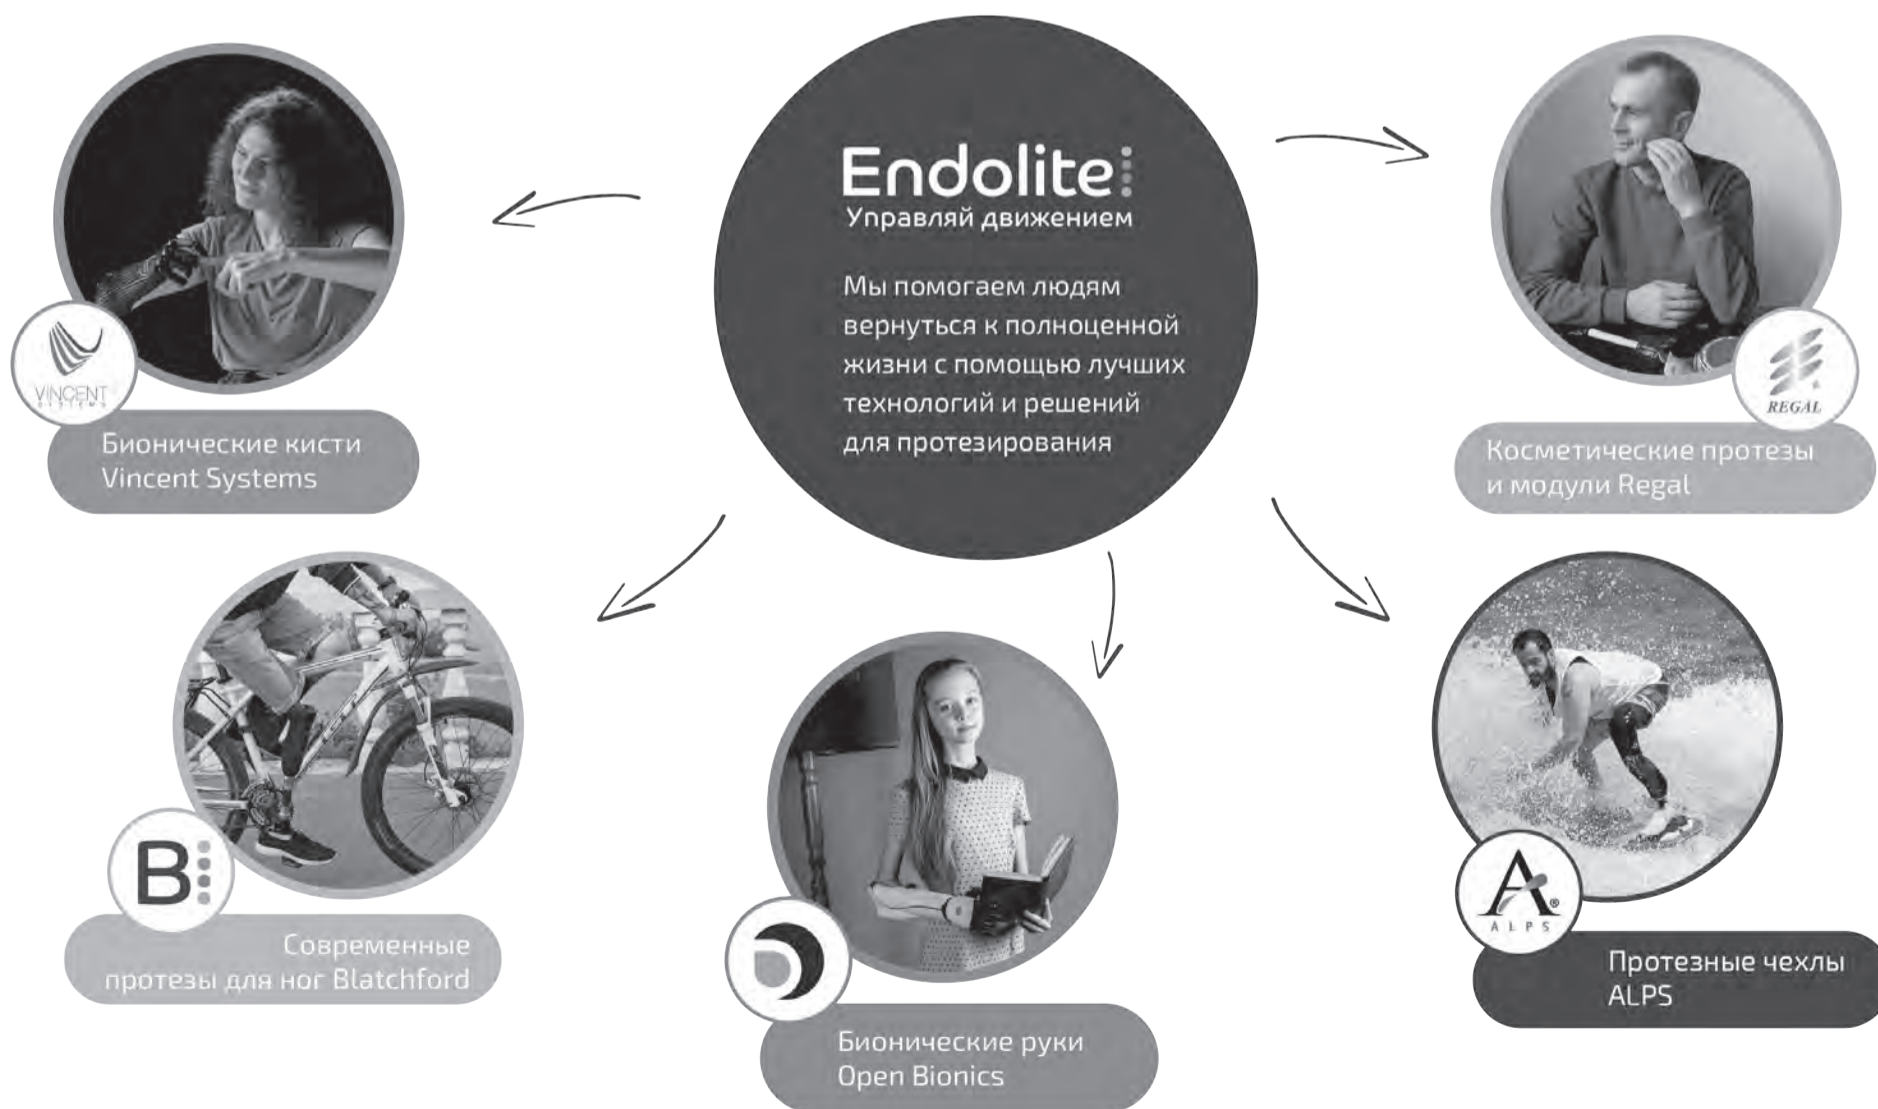 Endolite
Управляй движением
Мы помогаем людям
вернуться к полноценной
жизни с помощью лучших
технологий и решений
для протезирования
VINCENT
SYSTEMS
Бионические кисти
Vincent Systems
REGAL
Косметические протезы
и модули Regal
B
Современные
протезы для ног Blatchford
Бионические руки
Open Bionics
A®
ALPS
Протезные чехлы
ALPS